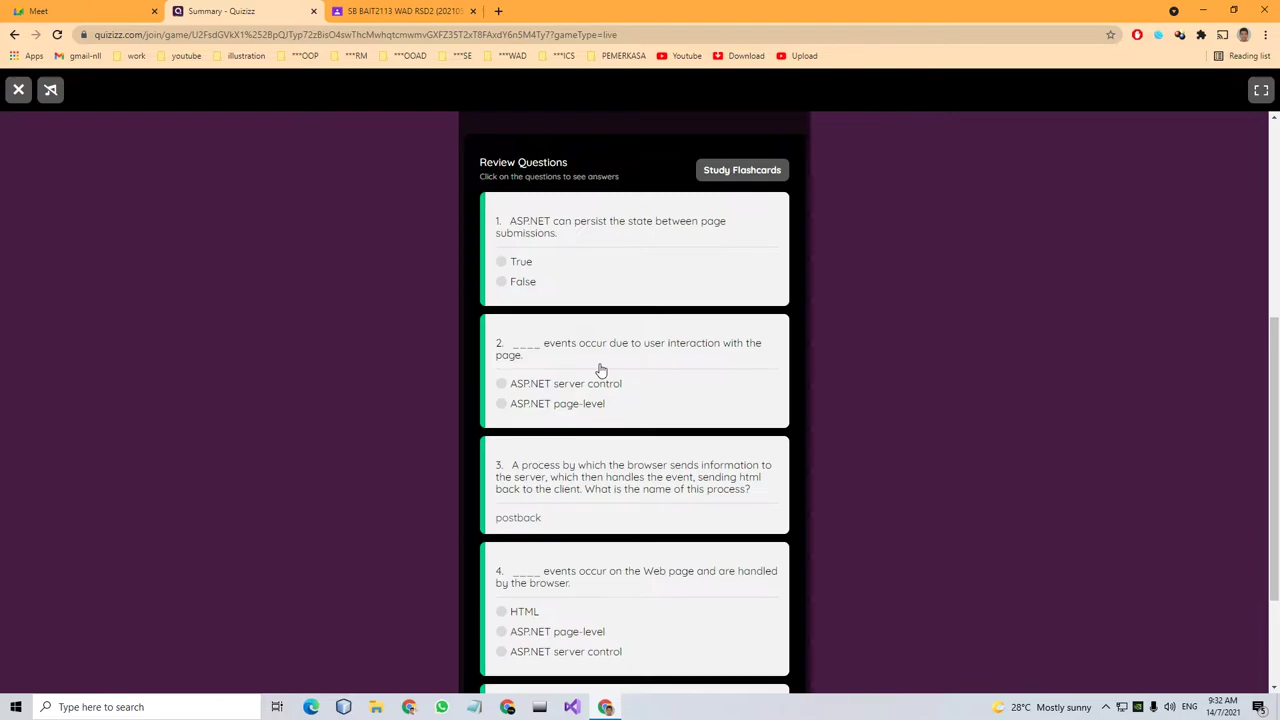 Meet
Summary - Quizizz
SB BAIT2113 WAD RSD2 (202105
quizizz.com/join/game/U2FsdGVkX1%252BpQJTyp72zBisO4swThcMwhqtcmwmvGXFZ35T2xT8FAxdY6n5M4Ty7?gameType=live
Apps
gmail-nll
work
youtube
illustration
***OOP
***RM
***OOAD
***SE
***WAD
***ICS
PEMERKASA
Youtube
Download
Upload
Reading list
Review Questions
Click on the questions to see answers
Study Flashcards
1. ASP.NET can persist the state between page
submissions.
True
False
2. ____ events occur due to user interaction with the
page.
ASP.NET server control
ASP.NET page-level
3. A process by which the browser sends information to
the server, which then handles the event, sending html
back to the client. What is the name of this process?
postback
4. ____ events occur on the Web page and are handled
by the browser.
HTML
ASP.NET page-level
ASP.NET server control
Type here to search
28°C Mostly sunny
ENG
9:32 AM
14/7/2021
5